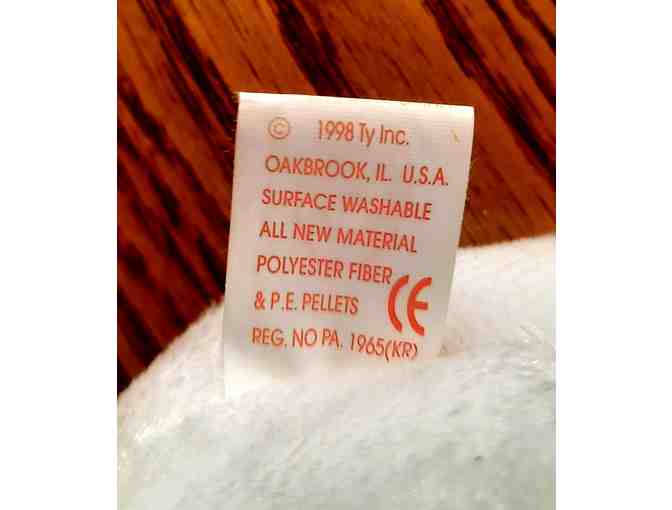 © 1998 Ty Inc.
OAKBROOK, IL. U.S.A.
SURFACE WASHABLE
ALL NEW MATERIAL
POLYESTER FIBER
& P.E. PELLETS CE
REG. NO PA. 1965(KR)